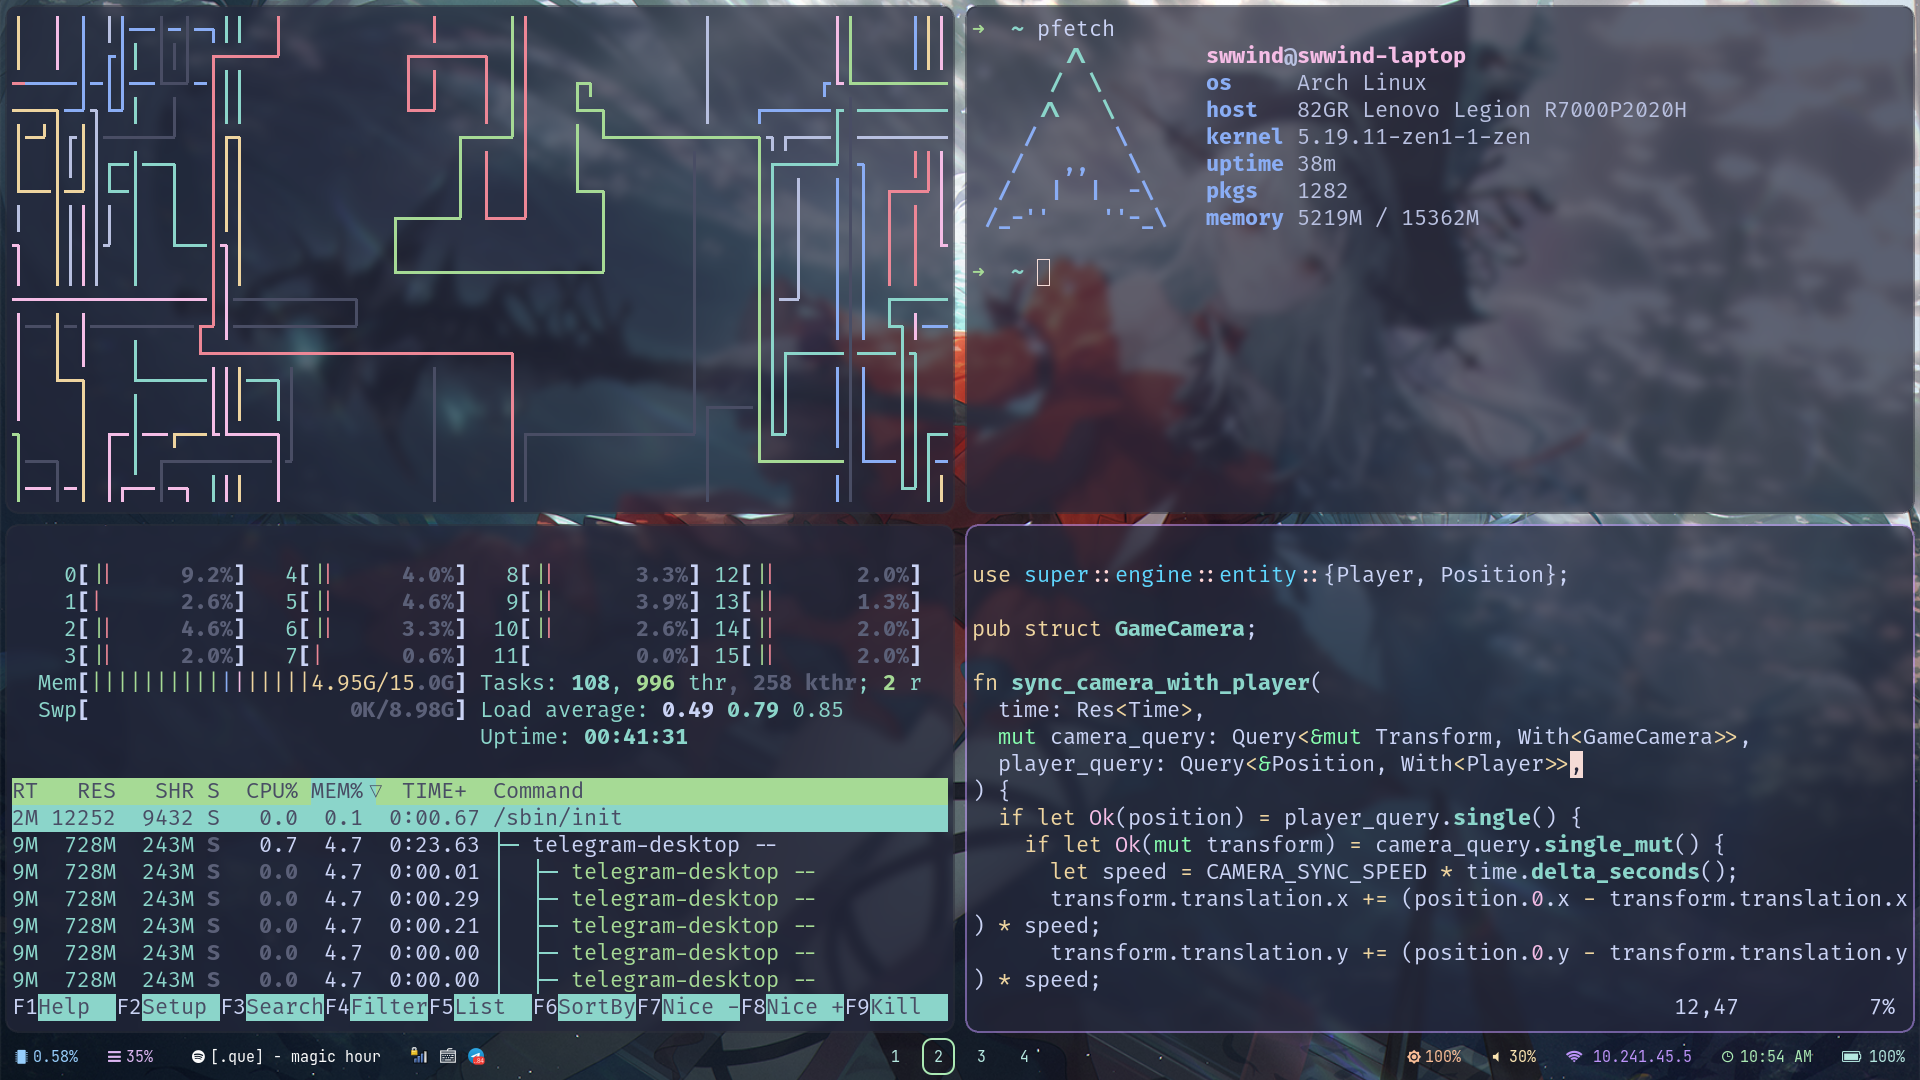 ➜  ~ pfetch
swwind@swwind-laptop
os     Arch Linux
host   82GR Lenovo Legion R7000P2020H
kernel 5.19.11-zen1-1-zen
uptime 38m
pkgs   1282
memory 5219M / 15362M
➜  ~
0[|| 9.2%]   4[|| 4.0%]   8[|| 3.3%] 12[|| 2.0%]
1[| 2.6%]   5[|| 4.6%]   9[|| 3.9%] 13[|| 1.3%]
2[|| 4.6%]   6[|| 3.3%]  10[|| 2.6%] 14[|| 2.0%]
3[|| 2.0%]   7[| 0.6%]  11[ 0.0%] 15[|| 2.0%]
Mem[|||||||||||||||||4.95G/15.0G] Tasks: 108, 996 thr, 258 kthr; 2 r
Swp[ 0K/8.98G] Load average: 0.49 0.79 0.85
Uptime: 00:41:31
RT   RES   SHR S  CPU% MEM%▽  TIME+  Command
2M 12252  9432 S   0.0  0.1  0:00.67 /sbin/init
9M  728M  243M S   0.7  4.7  0:23.63 ├─ telegram-desktop --
9M  728M  243M S   0.0  4.7  0:00.01 │  ├─ telegram-desktop --
9M  728M  243M S   0.0  4.7  0:00.29 │  ├─ telegram-desktop --
9M  728M  243M S   0.0  4.7  0:00.21 │  ├─ telegram-desktop --
9M  728M  243M S   0.0  4.7  0:00.00 │  ├─ telegram-desktop --
9M  728M  243M S   0.0  4.7  0:00.00 │  ├─ telegram-desktop --
F1Help  F2Setup F3SearchF4FilterF5List  F6SortByF7Nice -F8Nice +F9Kill
use super::engine::entity::{Player, Position};
pub struct GameCamera;
fn sync_camera_with_player(
  time: Res<Time>,
  mut camera_query: Query<&mut Transform, With<GameCamera>>,
  player_query: Query<&Position, With<Player>>,
) {
  if let Ok(position) = player_query.single() {
    if let Ok(mut transform) = camera_query.single_mut() {
      let speed = CAMERA_SYNC_SPEED * time.delta_seconds();
      transform.translation.x += (position.0.x - transform.translation.x
) * speed;
      transform.translation.y += (position.0.y - transform.translation.y
) * speed;
12,47          7%
0.58%  35%  [.que] - magic hour  1  2  3  4  100%  30%  10.241.45.5  10:54 AM  100%